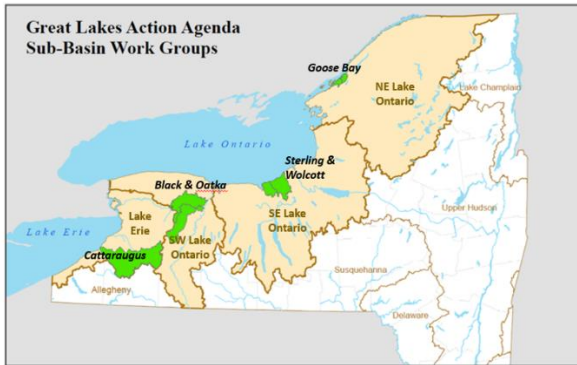 Great Lakes Action Agenda
Sub-Basin Work Groups
Goose Bay
NE Lake
Ontario
Lake Champlain
Lake Ontario
Sterling &
Wolcott
Black & Oatka
Lake
Erie
SE Lake
Ontario
SW Lake
Ontario
Upper Hudson
Lake Erie
Cattaraugus
Susquehanna
Allegheny
Delaware